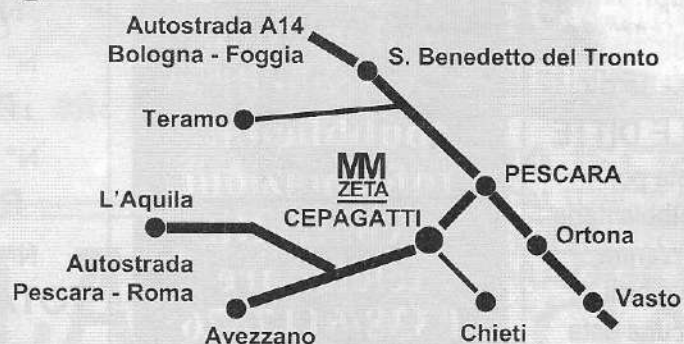 Autostrada A14
Bologna - Foggia
S. Benedetto del Tronto
Teramo
MM
ZETA
CEPAGATTI
PESCARA
L'Aquila
Ortona
Autostrada
Pescara - Roma
Vasto
Avezzano
Chieti